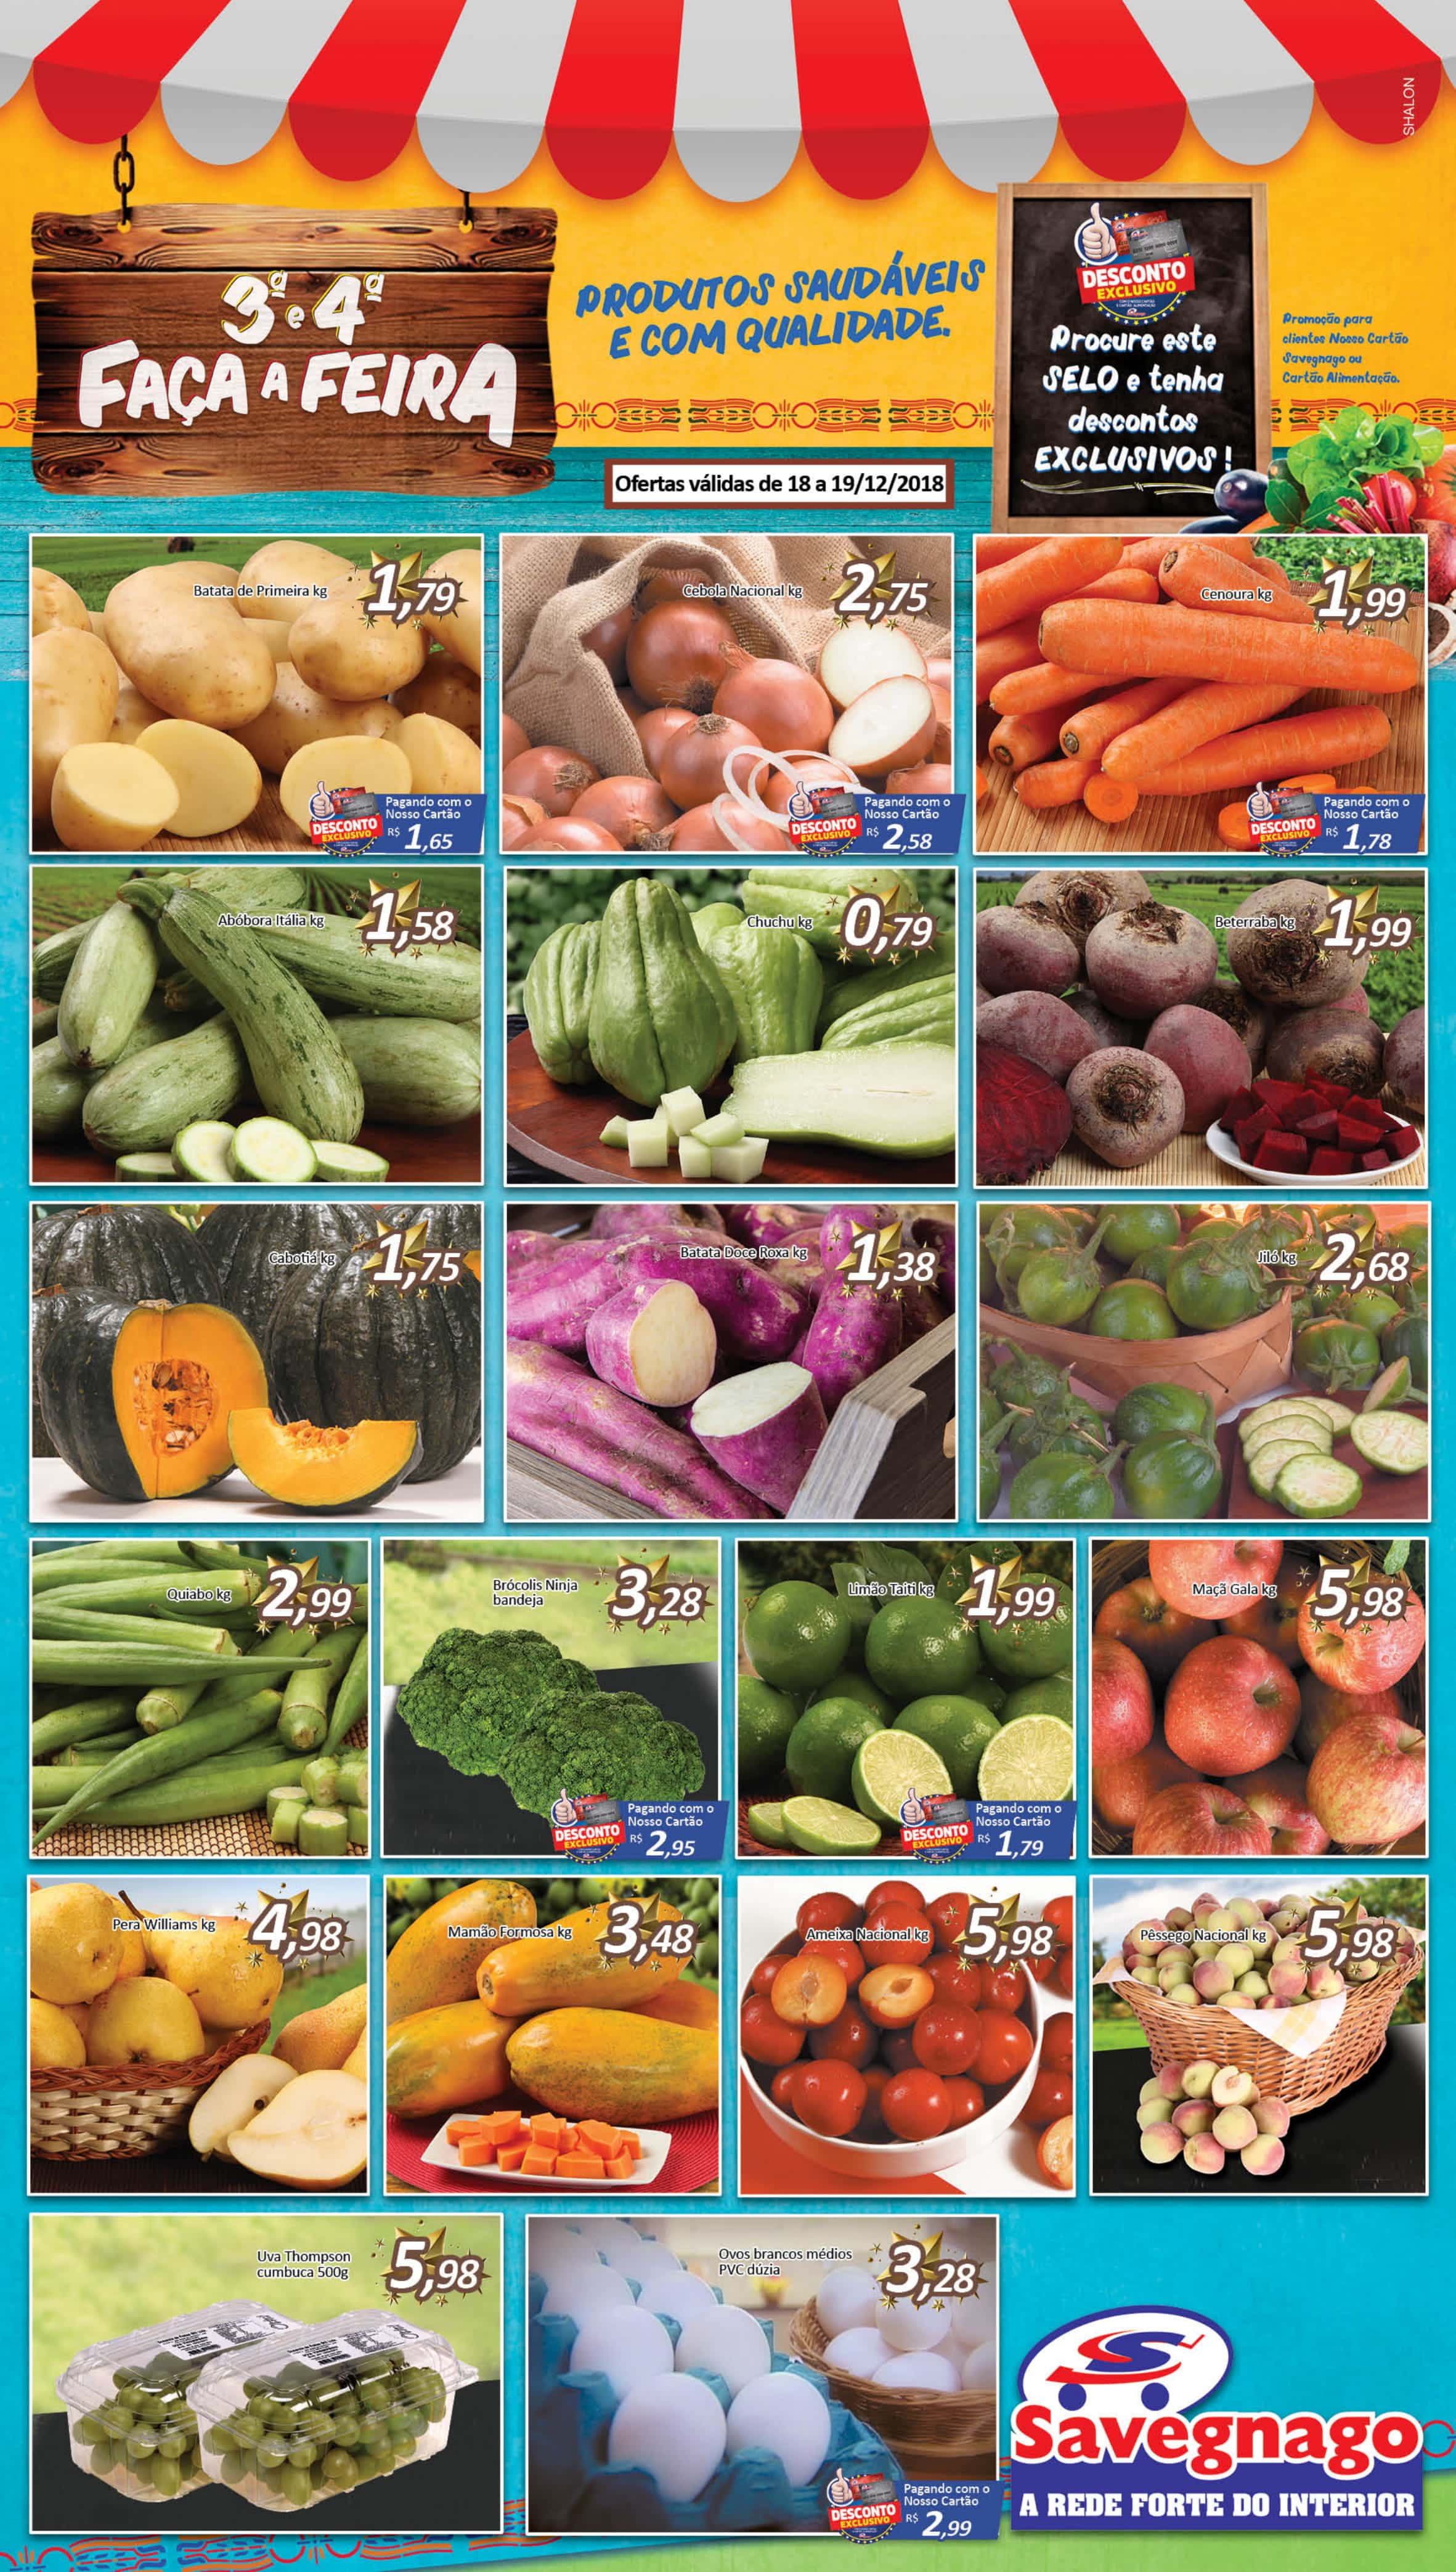 SHALON
3ª e 4ª
FAÇA A FEIRA
PRODUTOS SAUDÁVEIS
E COM QUALIDADE.
DESCONTO
EXCLUSIVO
Procure este
SELO e tenha
descontos
EXCLUSIVOS!
Promoção para
clientes Nosso Cartão
Savegnago ou
Cartão Alimentação.
Ofertas válidas de 18 a 19/12/2018
Batata de Primeira kg
1,79
DESCONTO
EXCLUSIVO
Pagando com o
Nosso Cartão
R$ 1,65
Cebola Nacional kg
2,75
DESCONTO
EXCLUSIVO
Pagando com o
Nosso Cartão
R$ 2,58
Cenoura kg
1,99
DESCONTO
EXCLUSIVO
Pagando com o
Nosso Cartão
R$ 1,78
Abóbora Itália kg
1,58
Chuchu kg
0,79
Beterraba kg
1,99
Cabotiá kg
1,75
Batata Doce Roxa kg
1,38
Jiló kg
2,68
Quiabo kg
2,99
Brócolis Ninja
bandeja
3,28
DESCONTO
EXCLUSIVO
Pagando com o
Nosso Cartão
R$ 2,95
Limão Taiti kg
1,99
DESCONTO
EXCLUSIVO
Pagando com o
Nosso Cartão
R$ 1,79
Maçã Gala kg
5,98
Pera Williams kg
4,98
Mamão Formosa kg
3,48
Ameixa Nacional kg
5,98
Pêssego Nacional kg
5,98
Uva Thompson
cumbuca 500g
5,98
Ovos brancos médios
PVC dúzia
3,28
DESCONTO
EXCLUSIVO
Pagando com o
Nosso Cartão
R$ 2,99
Savegnago
A REDE FORTE DO INTERIOR